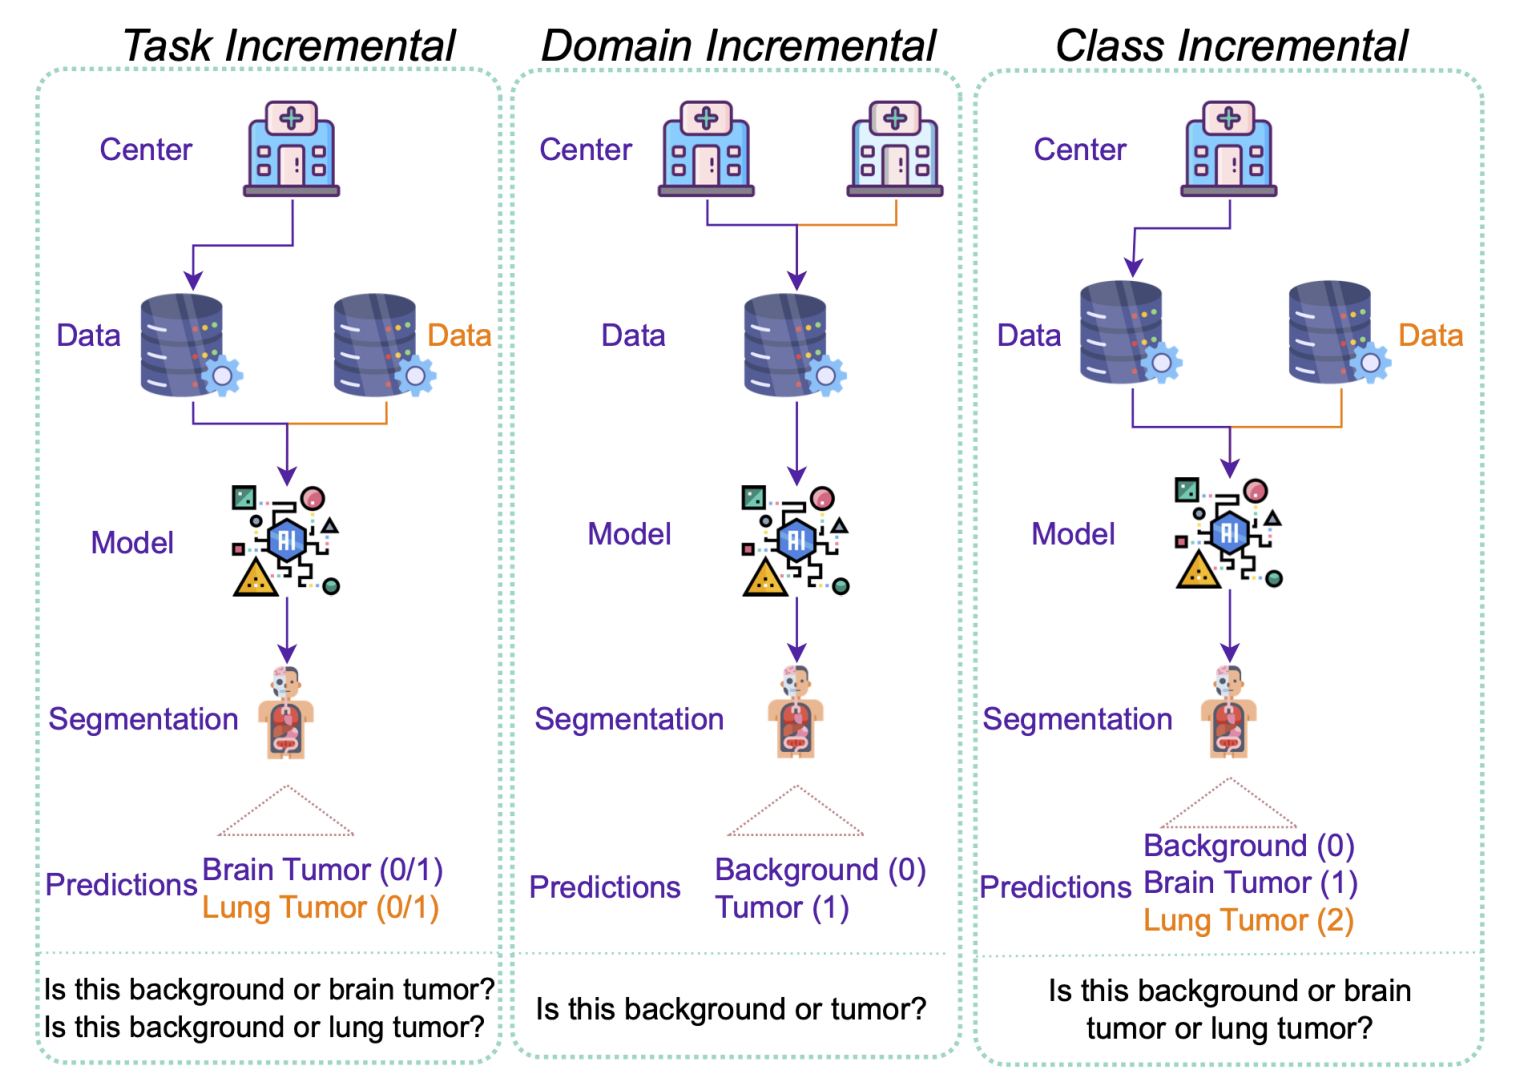 Task Incremental
Center
Data
Data
Model
AI
Segmentation
Predictions
Brain Tumor (0/1)
Lung Tumor (0/1)
Is this background or brain tumor?
Is this background or lung tumor?
Domain Incremental
Center
Data
Model
AI
Segmentation
Predictions
Background (0)
Tumor (1)
Is this background or tumor?
Class Incremental
Center
Data
Data
Model
AI
Segmentation
Predictions
Background (0)
Brain Tumor (1)
Lung Tumor (2)
Is this background or brain
tumor or lung tumor?